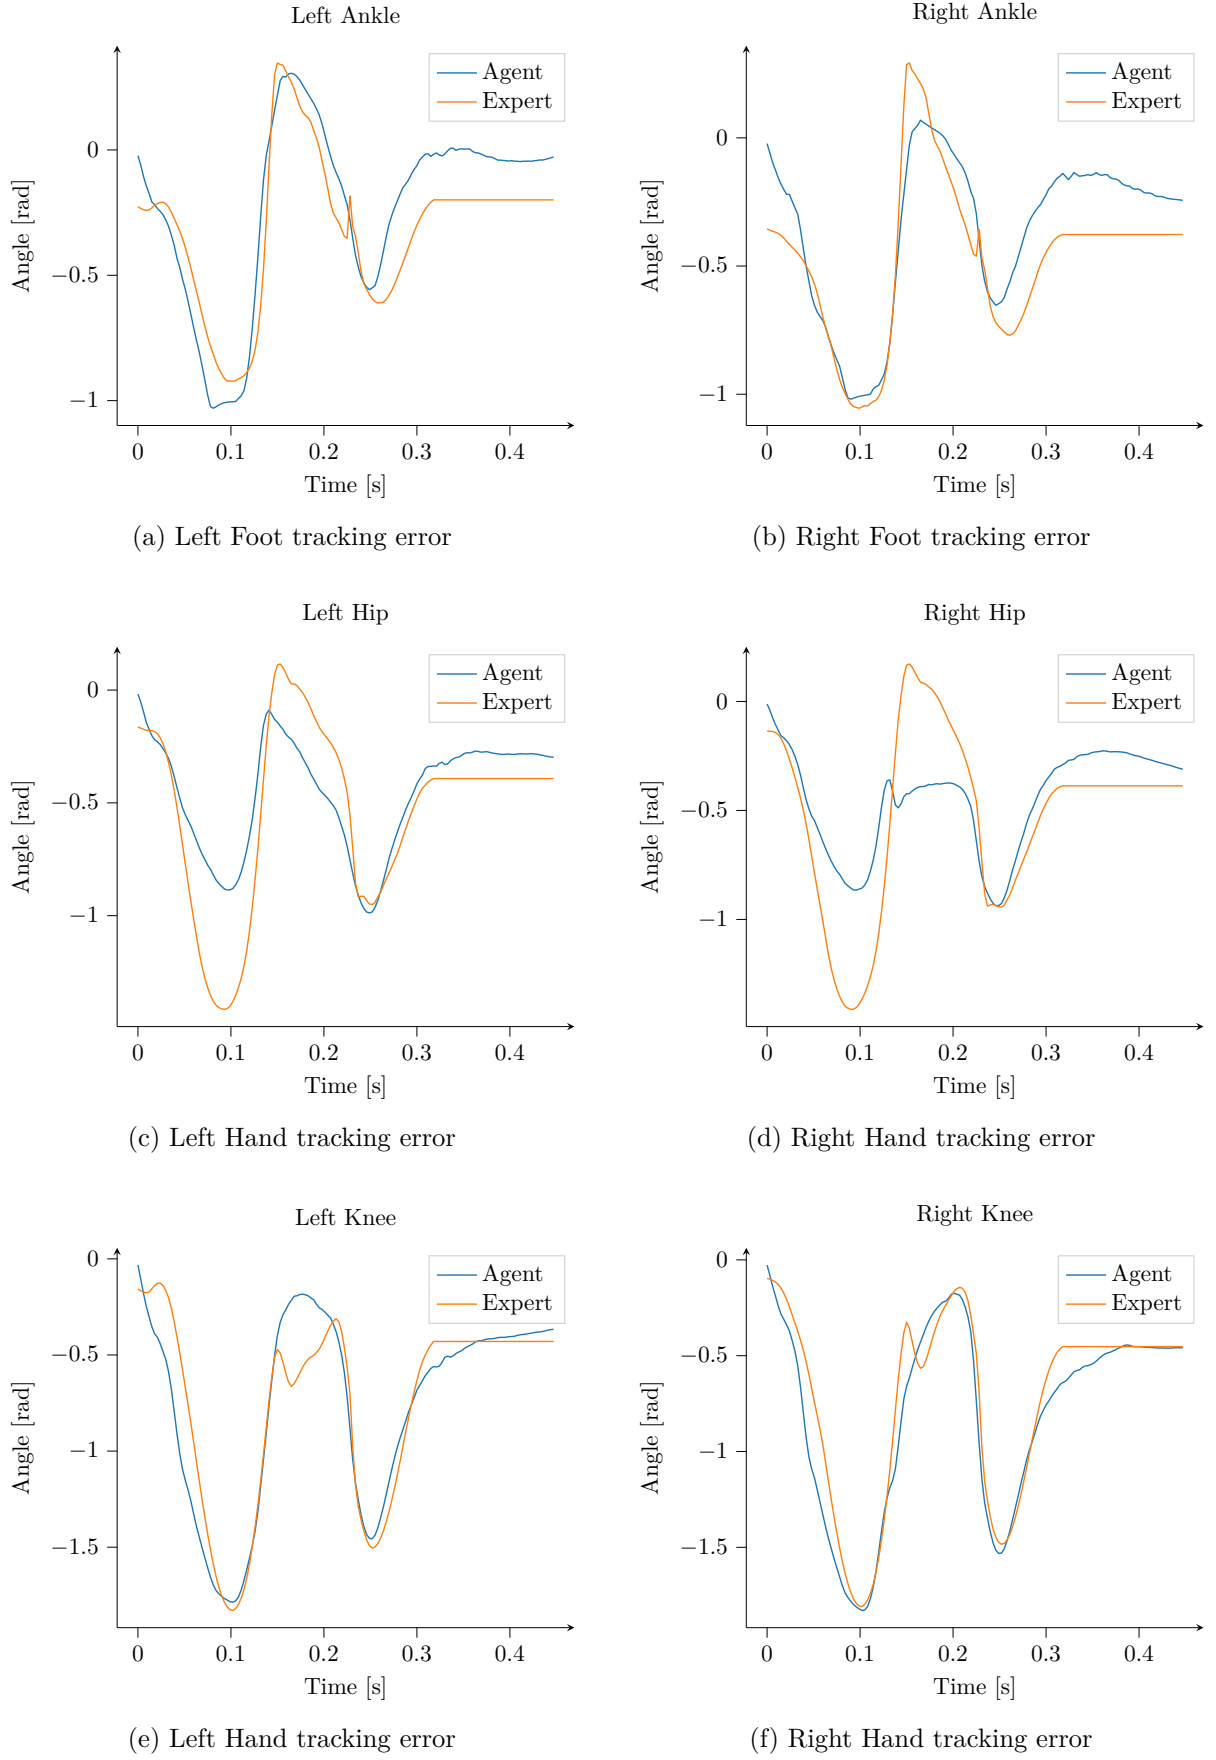 Left Ankle
Agent
Expert
0
−0.5
−1
Angle [rad]
0 0.1 0.2 0.3 0.4
Time [s]
(a) Left Foot tracking error
Right Ankle
Agent
Expert
0
−0.5
−1
Angle [rad]
0 0.1 0.2 0.3 0.4
Time [s]
(b) Right Foot tracking error
Left Hip
Agent
Expert
0
−0.5
−1
Angle [rad]
0 0.1 0.2 0.3 0.4
Time [s]
(c) Left Hand tracking error
Right Hip
Agent
Expert
0
−0.5
−1
Angle [rad]
0 0.1 0.2 0.3 0.4
Time [s]
(d) Right Hand tracking error
Left Knee
Agent
Expert
0
−0.5
−1
−1.5
Angle [rad]
0 0.1 0.2 0.3 0.4
Time [s]
(e) Left Hand tracking error
Right Knee
Agent
Expert
0
−0.5
−1
−1.5
Angle [rad]
0 0.1 0.2 0.3 0.4
Time [s]
(f) Right Hand tracking error